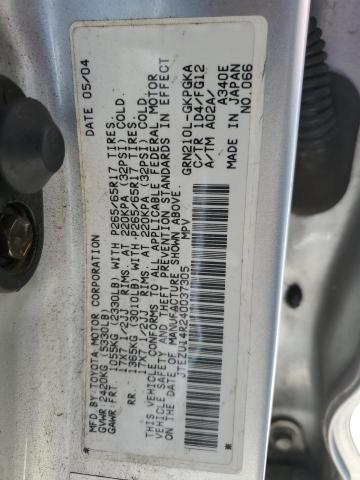 MFD. BY TOYOTA MOTOR CORPORATION DATE 05/04
GVWR 2420KG (5330LB)
GAWR FRT 1055KG (2330LB) WITH P265/65R17 TIRES.
17X7 1/2JJ RIMS. AT 220KPA (32PSI) COLD.
RR 1365KG (3010LB) WITH P265/65R17 TIRES.
17X7 1/2JJ RIMS. AT 220KPA (32PSI) COLD.
THIS VEHICLE CONFORMS TO ALL APPLICABLE FEDERAL MOTOR
VEHICLE SAFETY, BUMPER, AND THEFT PREVENTION STANDARDS IN
EFFECT ON THE DATE OF MANUFACTURE SHOWN ABOVE.
JTEZU14R240037305 MPV
GRN210L-GKPGKA
C/TR 1D4/FG12
A/TM A02A/
A340E
MADE IN JAPAN
NO.066